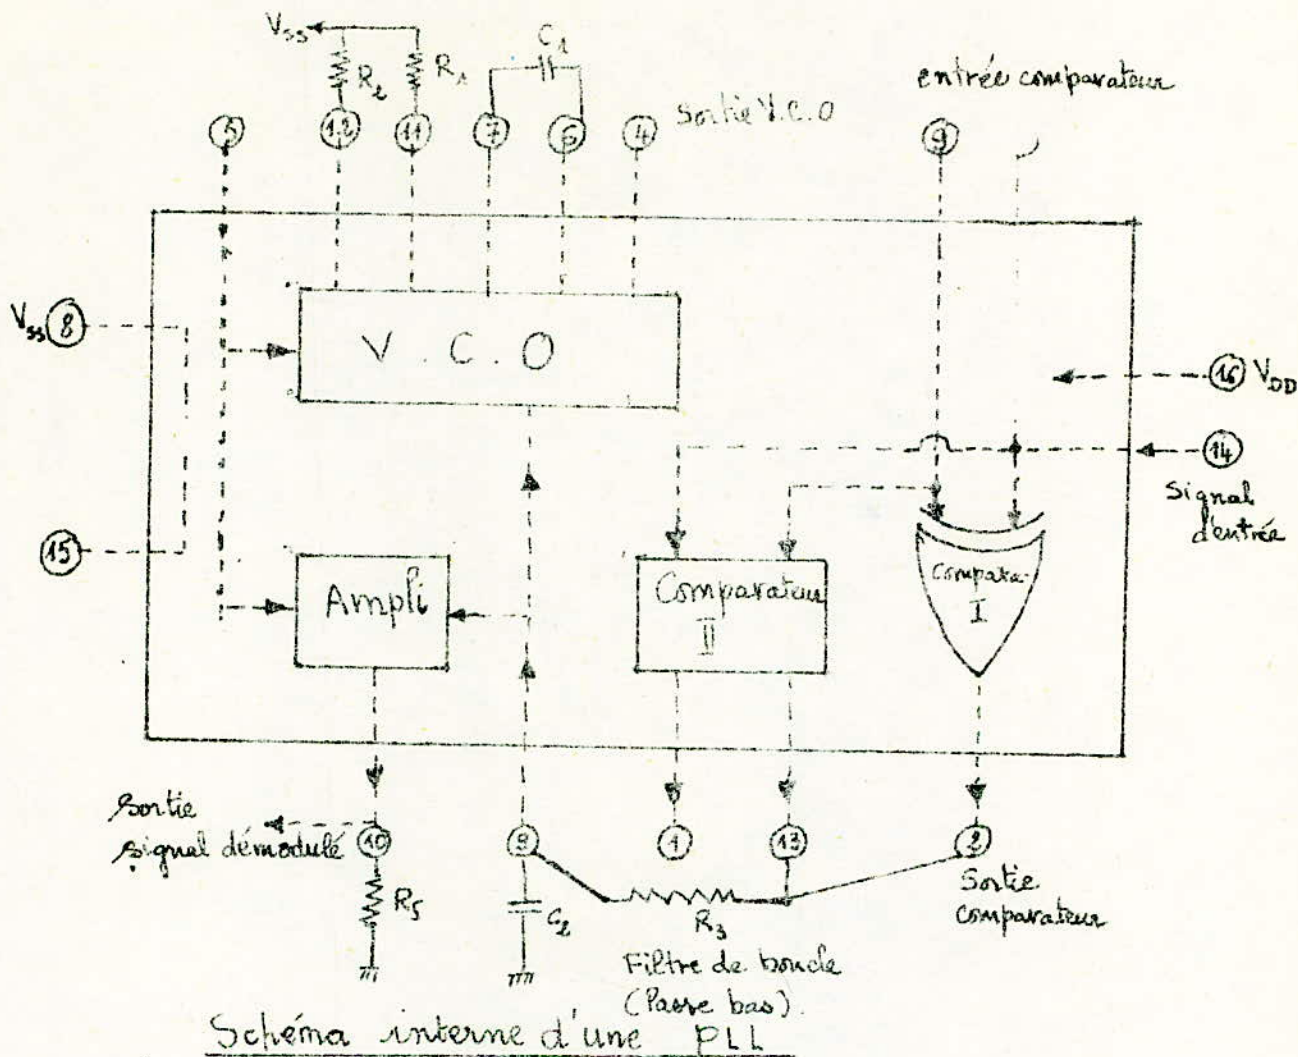 Vss
R2
R1
C1
entrée comparateur
5
12
11
7
6
4
Sortie V.C.O
9
Vss 8
V.C.O
16 VDD
14
Signal
d'entrée
15
Ampli
Comparateur
II
Compara-
I
Sortie
signal démodulé
10
9
1
13
2
Sortie
comparateur
R5
C2
R3
Filtre de boucle
(Passe bas).
Schéma interne d'une PLL